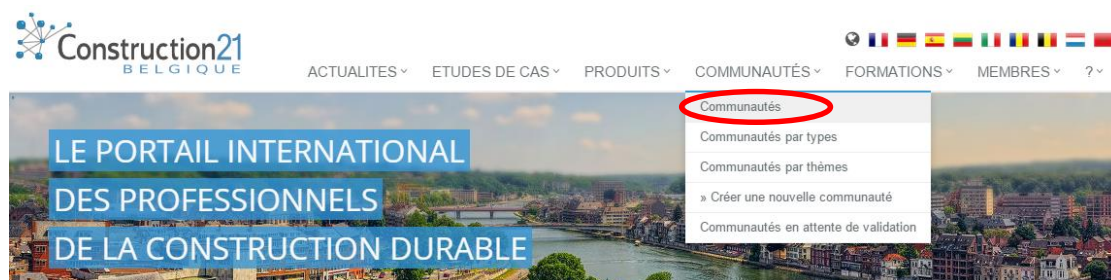 Construction21
BELGIQUE
ACTUALITES ETUDES DE CAS PRODUITS COMMUNAUTÉS FORMATIONS MEMBRES ?
Communautés
Communautés par types
Communautés par thèmes
» Créer une nouvelle communauté
Communautés en attente de validation
LE PORTAIL INTERNATIONAL
DES PROFESSIONNELS
DE LA CONSTRUCTION DURABLE